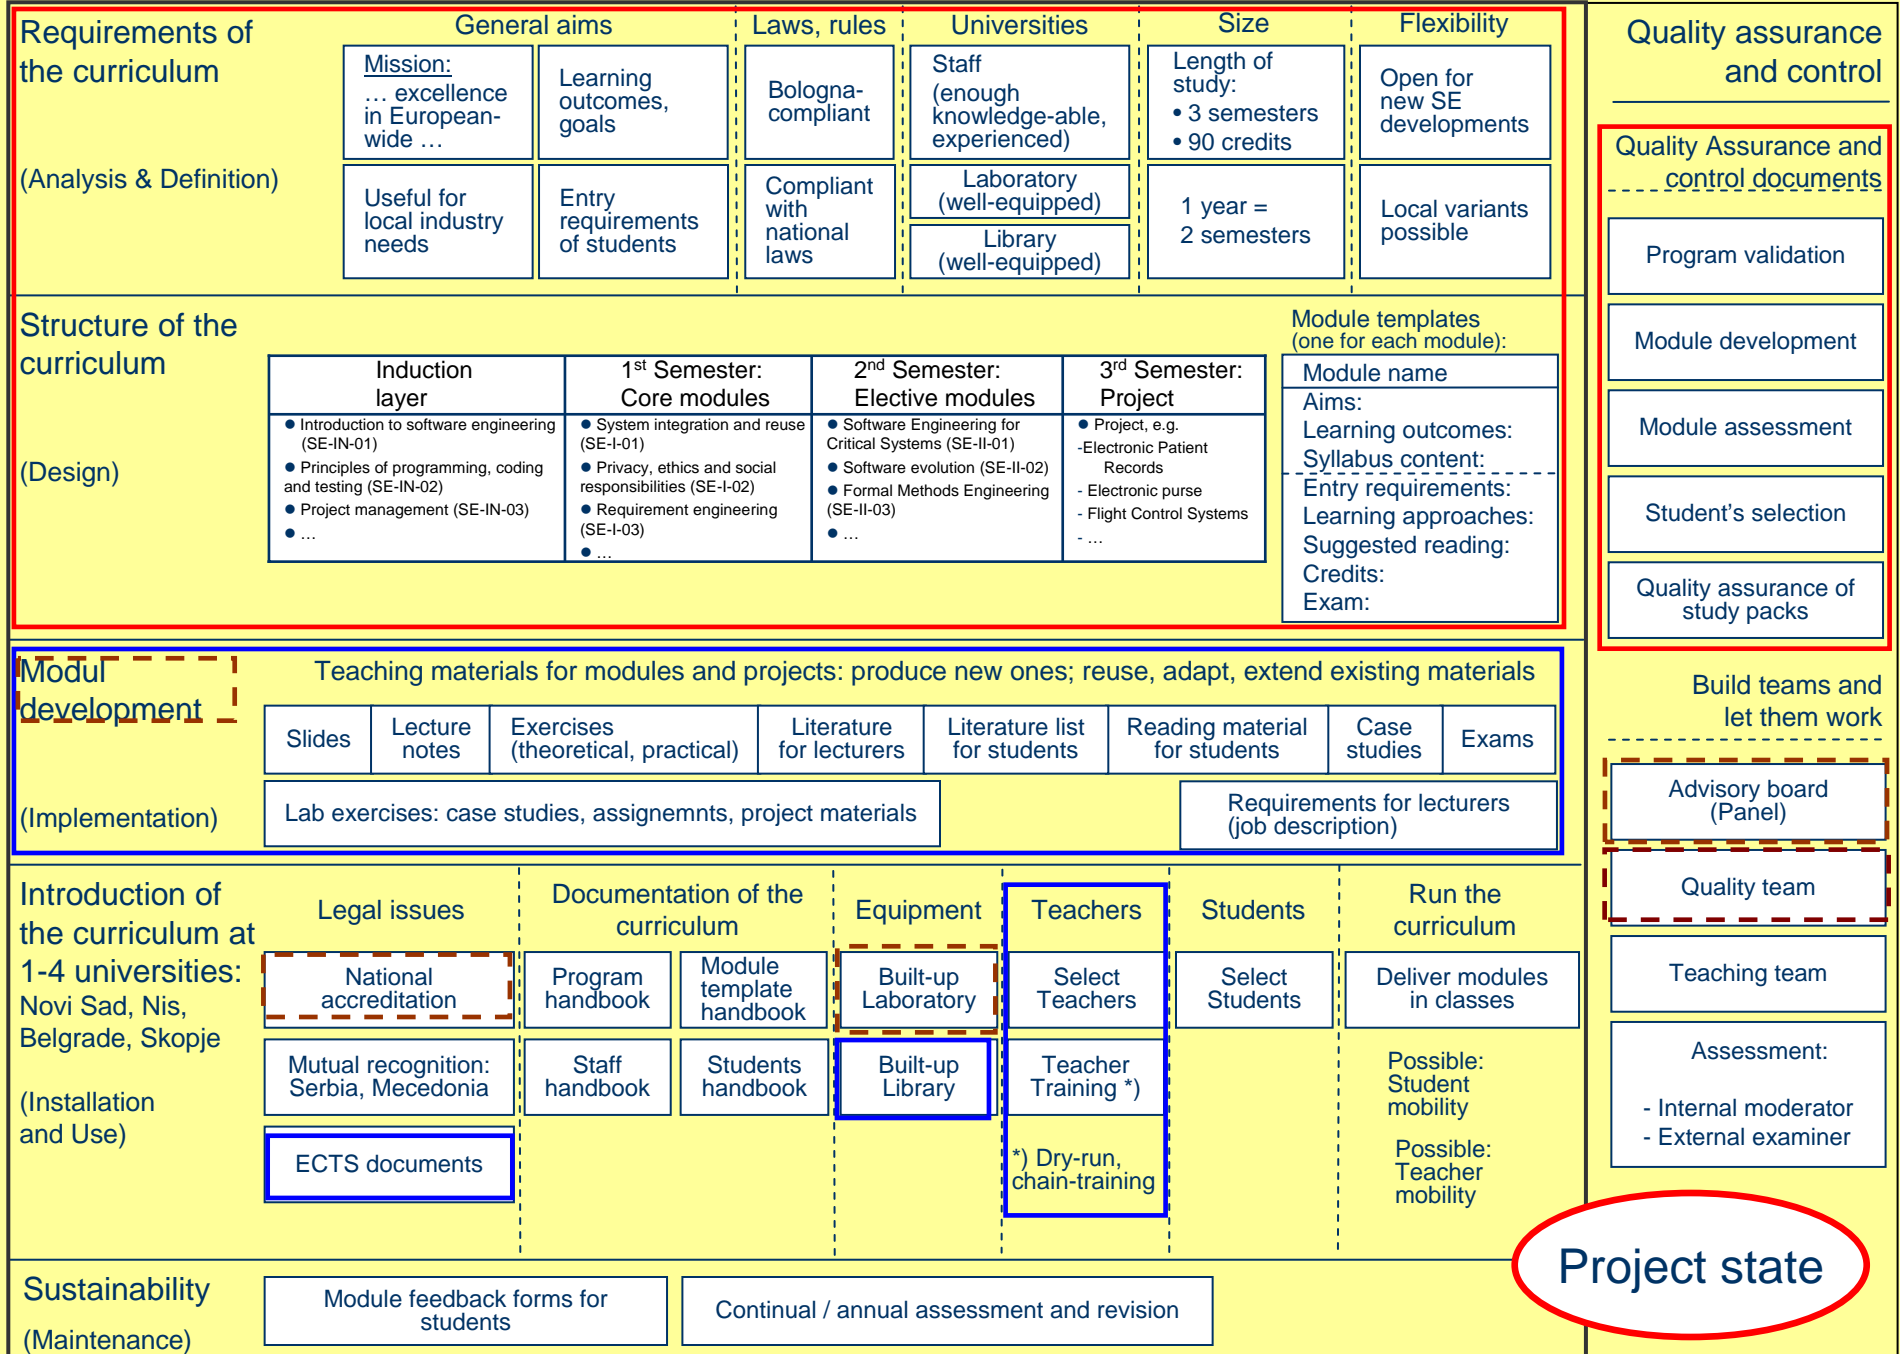 Requirements of
the curriculum
(Analysis & Definition)
General aims
Mission:
… excellence
in European-
wide …
Learning
outcomes,
goals
Useful for
local industry
needs
Entry
requirements
of students
Laws, rules
Bologna-
compliant
Compliant
with
national
laws
Universities
Staff
(enough
knowledge-able,
experienced)
Laboratory
(well-equipped)
Library
(well-equipped)
Size
Length of
study:
• 3 semesters
• 90 credits
1 year =
2 semesters
Flexibility
Open for
new SE
developments
Local variants
possible
Structure of the
curriculum
(Design)
Induction
layer
● Introduction to software engineering
(SE-IN-01)
● Principles of programming, coding
and testing (SE-IN-02)
● Project management (SE-IN-03)
● …
1st Semester:
Core modules
● System integration and reuse
(SE-I-01)
● Privacy, ethics and social
responsibilities (SE-I-02)
● Requirement engineering
(SE-I-03)
● …
2nd Semester:
Elective modules
● Software Engineering for
Critical Systems (SE-II-01)
● Software evolution (SE-II-02)
● Formal Methods Engineering
(SE-II-03)
● …
3rd Semester:
Project
● Project, e.g.
-Electronic Patient
Records
- Electronic purse
- Flight Control Systems
- …
Module templates
(one for each module):
Module name
Aims:
Learning outcomes:
Syllabus content:
Entry requirements:
Learning approaches:
Suggested reading:
Credits:
Exam:
Modul
development
(Implementation)
Teaching materials for modules and projects: produce new ones; reuse, adapt, extend existing materials
Slides
Lecture
notes
Exercises
(theoretical, practical)
Literature
for lecturers
Literature list
for students
Reading material
for students
Case
studies
Exams
Lab exercises: case studies, assignemnts, project materials
Requirements for lecturers
(job description)
Introduction of
the curriculum at
1-4 universities:
Novi Sad, Nis,
Belgrade, Skopje
(Installation
and Use)
Legal issues
National
accreditation
Mutual recognition:
Serbia, Mecedonia
ECTS documents
Documentation of the
curriculum
Program
handbook
Module
template
handbook
Staff
handbook
Students
handbook
Equipment
Built-up
Laboratory
Built-up
Library
Teachers
Select
Teachers
Teacher
Training *)
*) Dry-run,
chain-training
Students
Select
Students
Run the
curriculum
Deliver modules
in classes
Possible:
Student
mobility
Possible:
Teacher
mobility
Sustainability
(Maintenance)
Module feedback forms for
students
Continual / annual assessment and revision
Quality assurance
and control
Quality Assurance and
control documents
Program validation
Module development
Module assessment
Student’s selection
Quality assurance of
study packs
Build teams and
let them work
Advisory board
(Panel)
Quality team
Teaching team
Assessment:
- Internal moderator
- External examiner
Project state